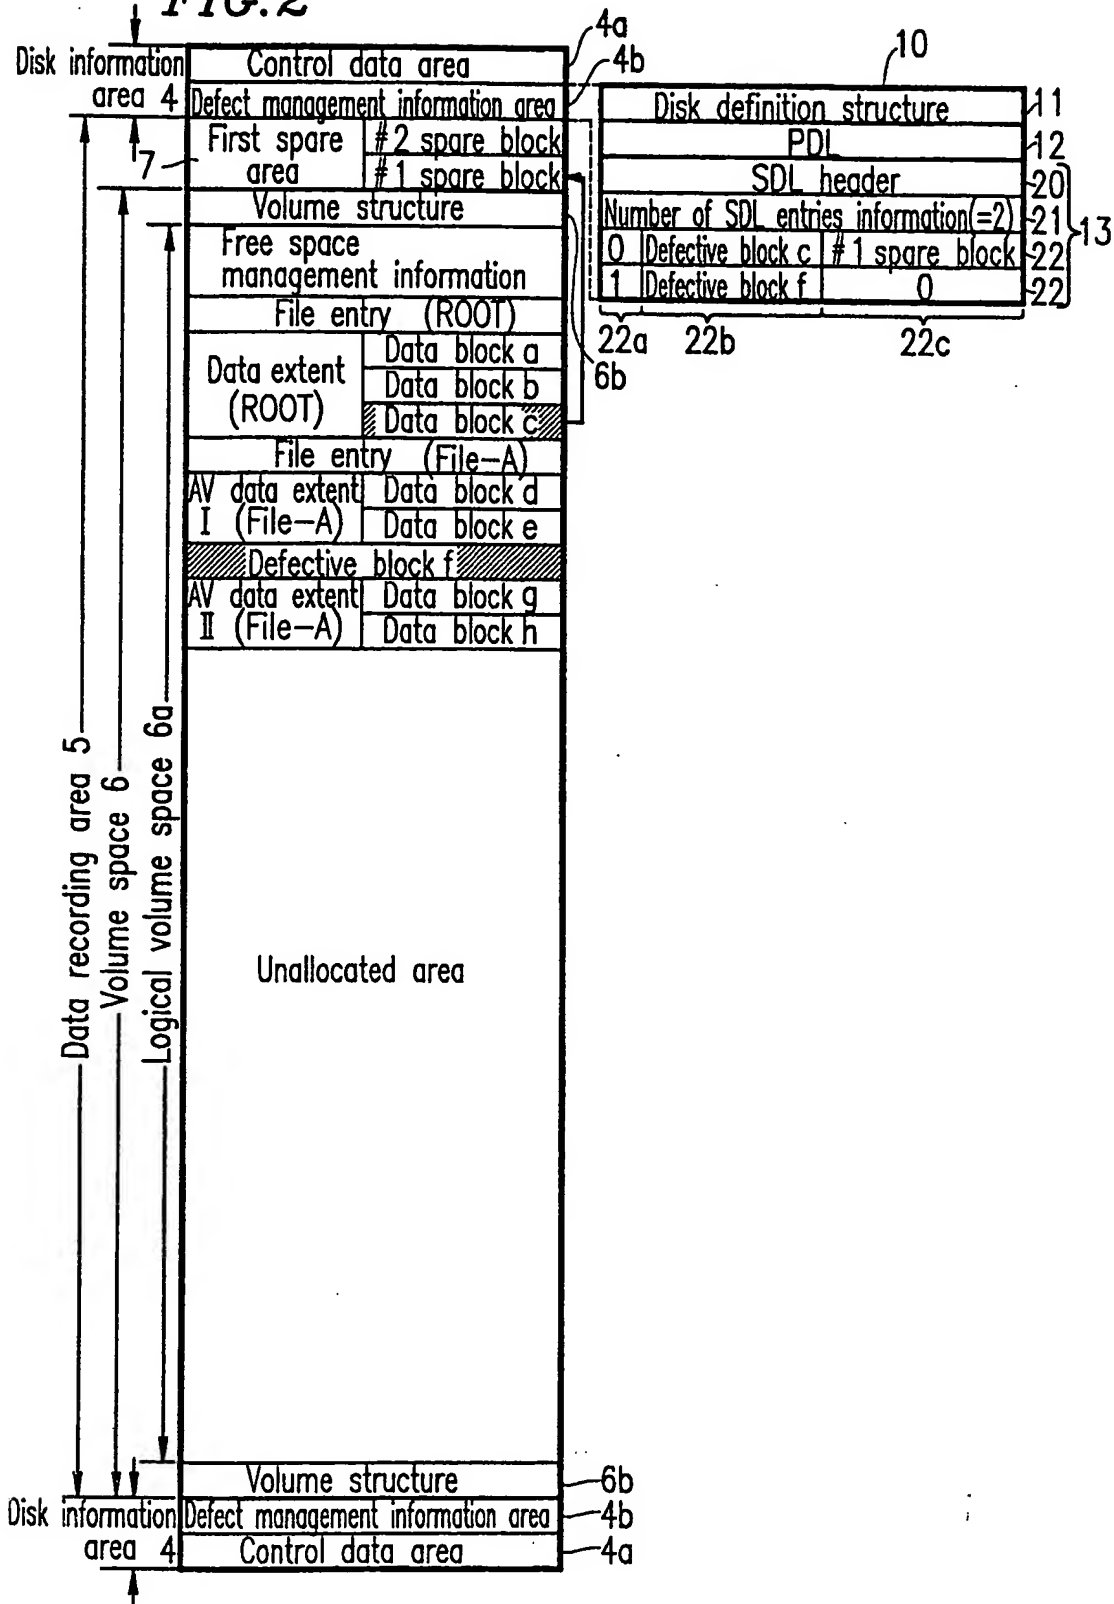 FIG.2
Disk information
area 4
Control data area
4a
Defect management information area
4b
7
First spare
area
#2 spare block
#1 spare block
Volume structure
6b
Free space
management information
File entry (ROOT)
Data extent
(ROOT)
Data block a
Data block b
Data block c
File entry (File-A)
AV data extent
I (File-A)
Data block d
Data block e
Defective block f
AV data extent
II (File-A)
Data block g
Data block h
Unallocated area
Data recording area 5
Volume space 6
Logical volume space 6a
Volume structure
6b
Disk information
area 4
Defect management information area
4b
Control data area
4a
10
Disk definition structure
11
PDL
12
SDL header
20
Number of SDL entries information(=2)
21
13
0 Defective block c #1 spare block
22
1 Defective block f 0
22
22a 22b 22c